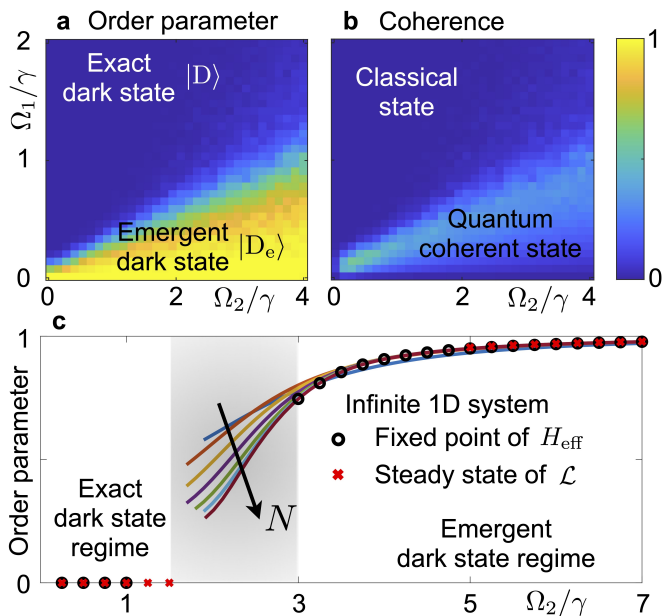 a Order parameter
b Coherence
2
1
0
Ω₁/γ
Exact
dark state |D⟩
Emergent
dark state |Dₑ⟩
0
2
4
Ω₂/γ
Classical
state
Quantum
coherent state
0
2
4
Ω₂/γ
1
0
c
1
0
Order parameter
Infinite 1D system
Fixed point of H_eff
Steady state of ℒ
N
Exact
dark state
regime
Emergent
dark state regime
1
3
5
7
Ω₂/γ